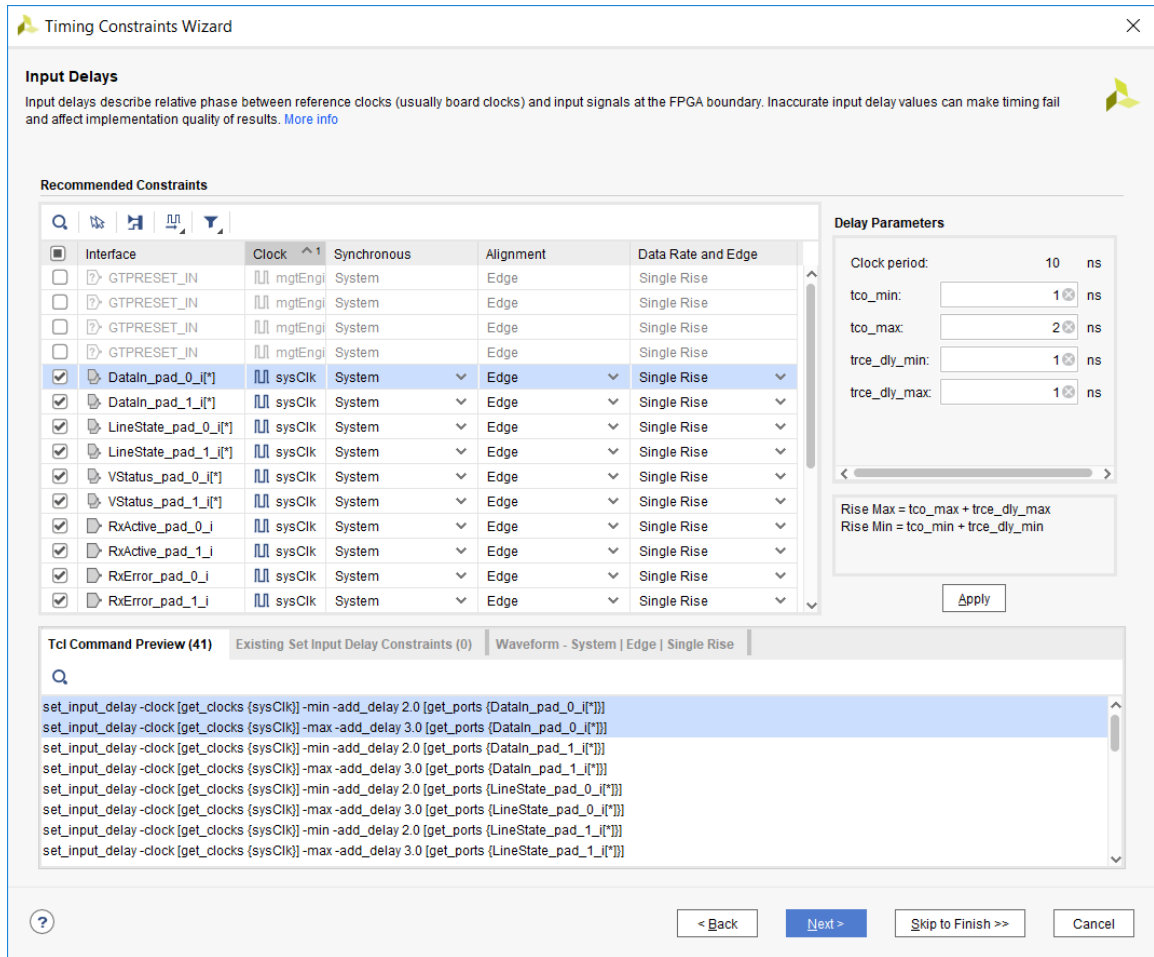 Timing Constraints Wizard
Input Delays
Input delays describe relative phase between reference clocks (usually board clocks) and input signals at the FPGA boundary. Inaccurate input delay values can make timing fail
and affect implementation quality of results. More info
Recommended Constraints
Interface Clock 1 Synchronous Alignment Data Rate and Edge
GTPRESET_IN mgtEngi System Edge Single Rise
GTPRESET_IN mgtEngi System Edge Single Rise
GTPRESET_IN mgtEngi System Edge Single Rise
GTPRESET_IN mgtEngi System Edge Single Rise
DataIn_pad_0_i[*] sysClk System Edge Single Rise
DataIn_pad_1_i[*] sysClk System Edge Single Rise
LineState_pad_0_i[*] sysClk System Edge Single Rise
LineState_pad_1_i[*] sysClk System Edge Single Rise
VStatus_pad_0_i[*] sysClk System Edge Single Rise
VStatus_pad_1_i[*] sysClk System Edge Single Rise
RxActive_pad_0_i sysClk System Edge Single Rise
RxActive_pad_1_i sysClk System Edge Single Rise
RxError_pad_0_i sysClk System Edge Single Rise
RxError_pad_1_i sysClk System Edge Single Rise
Delay Parameters
Clock period: 10 ns
tco_min: 1 ns
tco_max: 2 ns
trce_dly_min: 1 ns
trce_dly_max: 1 ns
Rise Max = tco_max + trce_dly_max
Rise Min = tco_min + trce_dly_min
Apply
Tcl Command Preview (41) Existing Set Input Delay Constraints (0) Waveform - System | Edge | Single Rise
set_input_delay -clock [get_clocks {sysClk}] -min -add_delay 2.0 [get_ports {DataIn_pad_0_i[*]}]
set_input_delay -clock [get_clocks {sysClk}] -max -add_delay 3.0 [get_ports {DataIn_pad_0_i[*]}]
set_input_delay -clock [get_clocks {sysClk}] -min -add_delay 2.0 [get_ports {DataIn_pad_1_i[*]}]
set_input_delay -clock [get_clocks {sysClk}] -max -add_delay 3.0 [get_ports {DataIn_pad_1_i[*]}]
set_input_delay -clock [get_clocks {sysClk}] -min -add_delay 2.0 [get_ports {LineState_pad_0_i[*]}]
set_input_delay -clock [get_clocks {sysClk}] -max -add_delay 3.0 [get_ports {LineState_pad_0_i[*]}]
set_input_delay -clock [get_clocks {sysClk}] -min -add_delay 2.0 [get_ports {LineState_pad_1_i[*]}]
set_input_delay -clock [get_clocks {sysClk}] -max -add_delay 3.0 [get_ports {LineState_pad_1_i[*]}]
? < Back Next > Skip to Finish >> Cancel